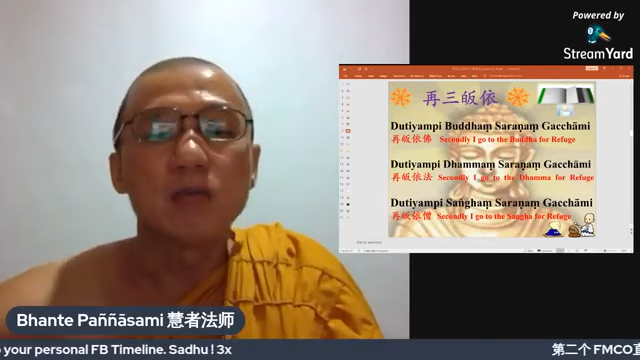 Powered by
StreamYard
再三皈依
Dutiyampi Buddhaṃ Saraṇaṃ Gacchāmi
再皈依佛 Secondly I go to the Buddha for Refuge
Dutiyampi Dhammaṃ Saraṇaṃ Gacchāmi
再皈依法 Secondly I go to the Dhamma for Refuge
Dutiyampi Saṅghaṃ Saraṇaṃ Gacchāmi
再皈依僧 Secondly I go to the Sangha for Refuge
Bhante Paññāsami 慧者法师
your personal FB Timeline. Sadhu ! 3x
第二个 FMCO